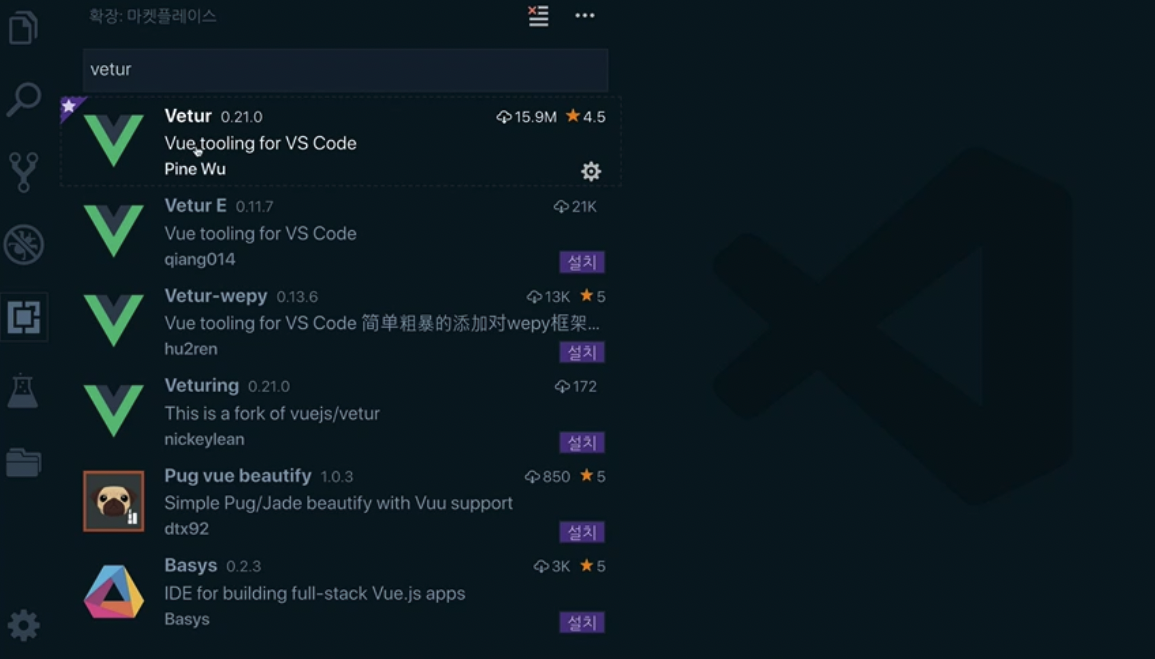 확장: 마켓플레이스
vetur
Vetur 0.21.0 15.9M 4.5
Vue tooling for VS Code
Pine Wu
Vetur E 0.11.7 21K
Vue tooling for VS Code
qiang014 설치
Vetur-wepy 0.13.6 13K 5
Vue tooling for VS Code 简单粗暴的添加对wepy框架...
hu2ren 설치
Veturing 0.21.0 172
This is a fork of vuejs/vetur
nickeylean 설치
Pug vue beautify 1.0.3 850 5
Simple Pug/Jade beautify with Vuu support
dtx92 설치
Basys 0.2.3 3K 5
IDE for building full-stack Vue.js apps
Basys 설치